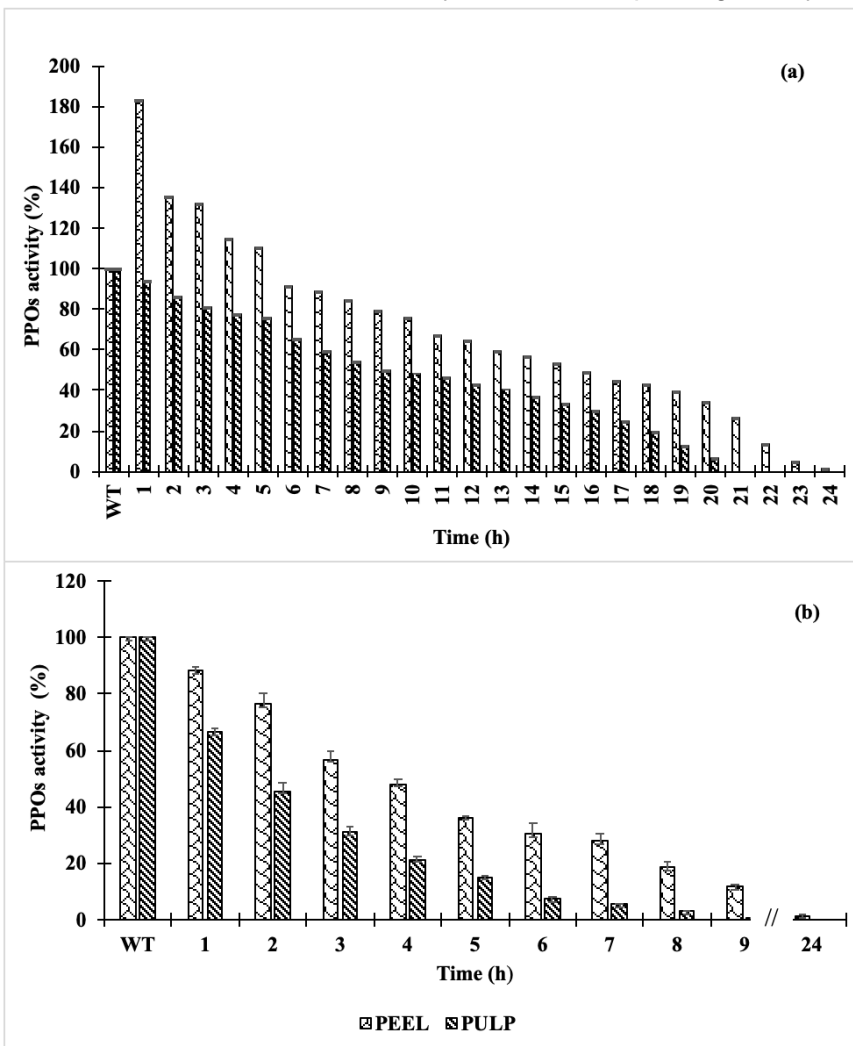 (a)
PPOs activity (%)
200
180
160
140
120
100
80
60
40
20
0
WT 1 2 3 4 5 6 7 8 9 10 11 12 13 14 15 16 17 18 19 20 21 22 23 24
Time (h)
(b)
PPOs activity (%)
120
100
80
60
40
20
0
WT 1 2 3 4 5 6 7 8 9 // 24
Time (h)
PEEL PULP